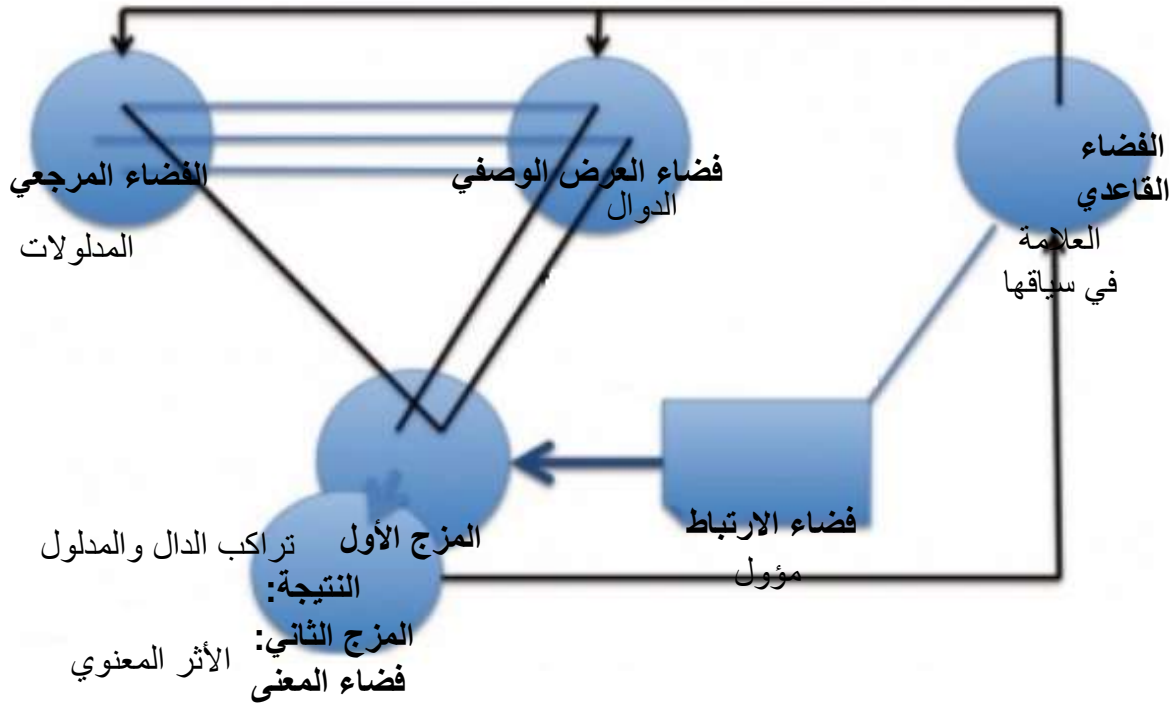 الفضاء
القاعدي
العلامة
في سياقها
فضاء العرض الوصفي
الدوال
الفضاء المرجعي
المدلولات
فضاء الارتباط
مؤول
المزج الأول تراكب الدال والمدلول
النتيجة:
المزج الثاني: الأثر المعنوي
فضاء المعنى